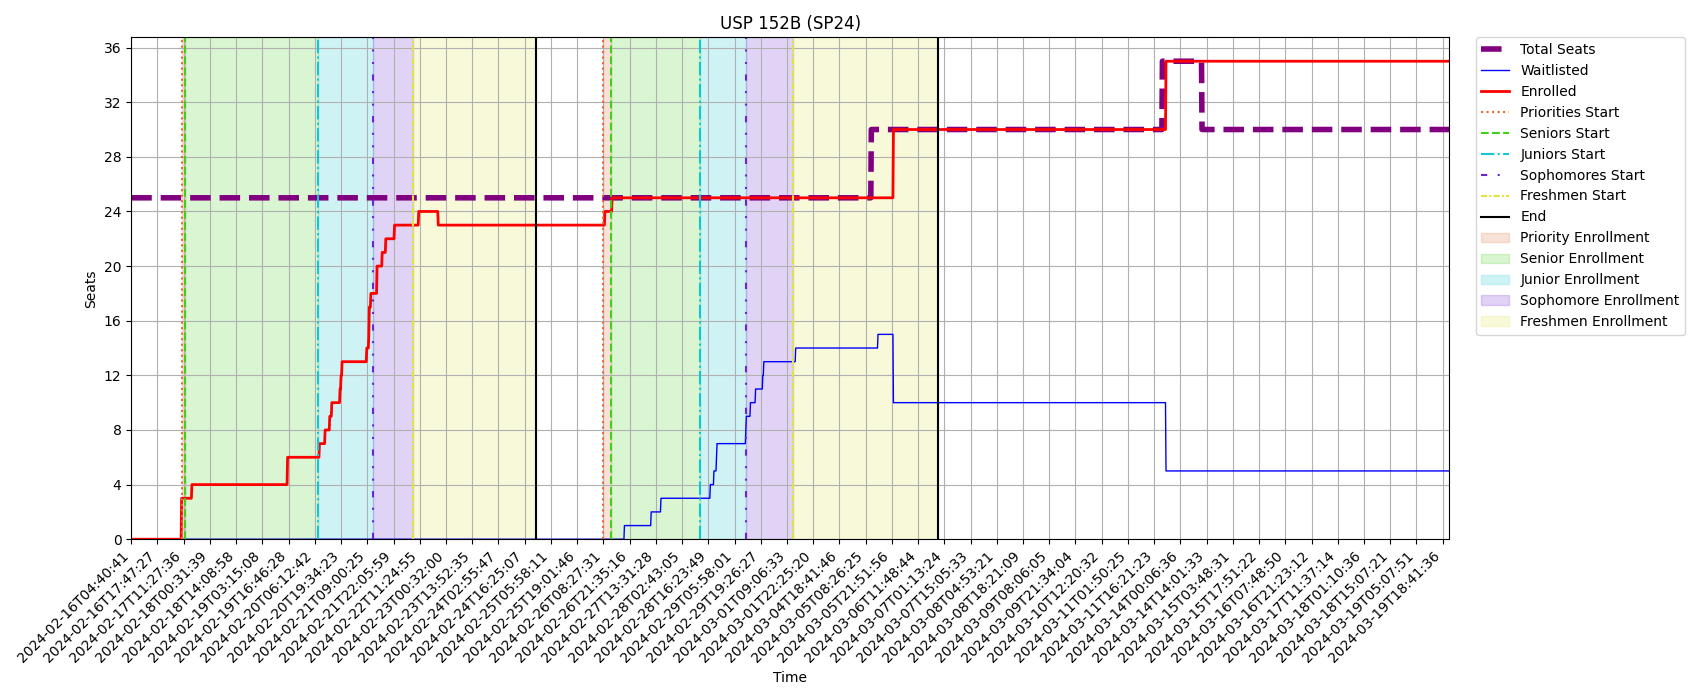 USP 152B (SP24)
36
32
28
24
20
16
12
8
4
0
Seats
2024-02-16T04:40:41
2024-02-16T17:47:27
2024-02-17T11:27:36
2024-02-18T00:31:39
2024-02-18T14:08:58
2024-02-19T03:15:08
2024-02-19T16:46:28
2024-02-20T06:12:42
2024-02-20T19:34:23
2024-02-21T09:00:25
2024-02-21T22:05:59
2024-02-22T11:24:55
2024-02-23T00:32:00
2024-02-23T13:52:35
2024-02-24T02:55:47
2024-02-24T16:25:07
2024-02-25T05:58:11
2024-02-25T19:01:46
2024-02-26T08:27:31
2024-02-26T21:35:16
2024-02-27T13:31:28
2024-02-28T02:43:05
2024-02-28T16:23:49
2024-02-29T05:58:01
2024-02-29T19:26:27
2024-03-01T09:06:33
2024-03-01T22:25:20
2024-03-04T18:41:46
2024-03-05T08:26:25
2024-03-05T21:51:56
2024-03-06T11:48:44
2024-03-07T01:13:24
2024-03-07T15:05:33
2024-03-08T04:53:21
2024-03-08T18:21:09
2024-03-09T08:06:05
2024-03-09T21:34:04
2024-03-10T12:20:32
2024-03-11T01:50:23
2024-03-11T16:21:23
2024-03-14T00:06:36
2024-03-14T14:01:33
2024-03-15T03:48:31
2024-03-15T17:51:22
2024-03-16T07:48:50
2024-03-16T21:23:12
2024-03-17T11:37:14
2024-03-18T01:10:36
2024-03-18T15:07:21
2024-03-19T05:07:51
2024-03-19T18:41:36
Time
Total Seats
Waitlisted
Enrolled
Priorities Start
Seniors Start
Juniors Start
Sophomores Start
Freshmen Start
End
Priority Enrollment
Senior Enrollment
Junior Enrollment
Sophomore Enrollment
Freshmen Enrollment